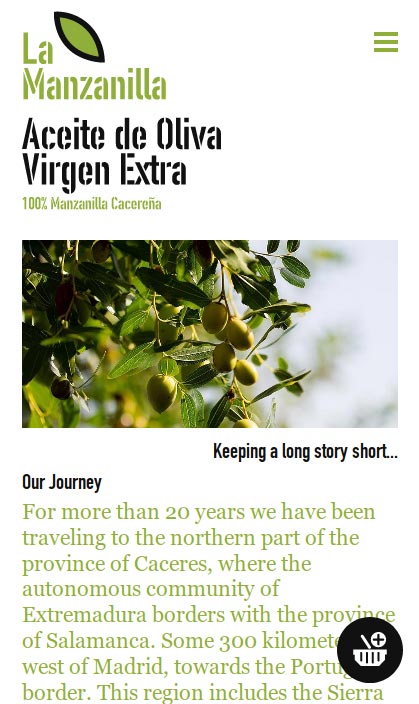 La
Manzanilla
Aceite de Oliva
Virgen Extra
100% Manzanilla Cacereña
Keeping a long story short...
Our Journey
For more than 20 years we have been
traveling to the northern part of the
province of Caceres, where the
autonomous community of
Extremadura borders with the province
of Salamanca. Some 300 kilomete
west of Madrid, towards the Portug
border. This region includes the Sierra